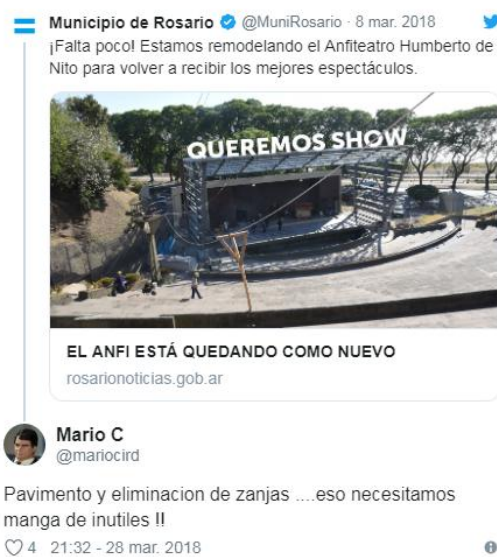 Municipio de Rosario @MuniRosario · 8 mar. 2018
¡Falta poco! Estamos remodelando el Anfiteatro Humberto de
Nito para volver a recibir los mejores espectáculos.
QUEREMOS SHOW
EL ANFI ESTÁ QUEDANDO COMO NUEVO
rosarionoticias.gob.ar
Mario C
@mariocird
Pavimento y eliminacion de zanjas ....eso necesitamos
manga de inutiles !!
4 21:32 - 28 mar. 2018